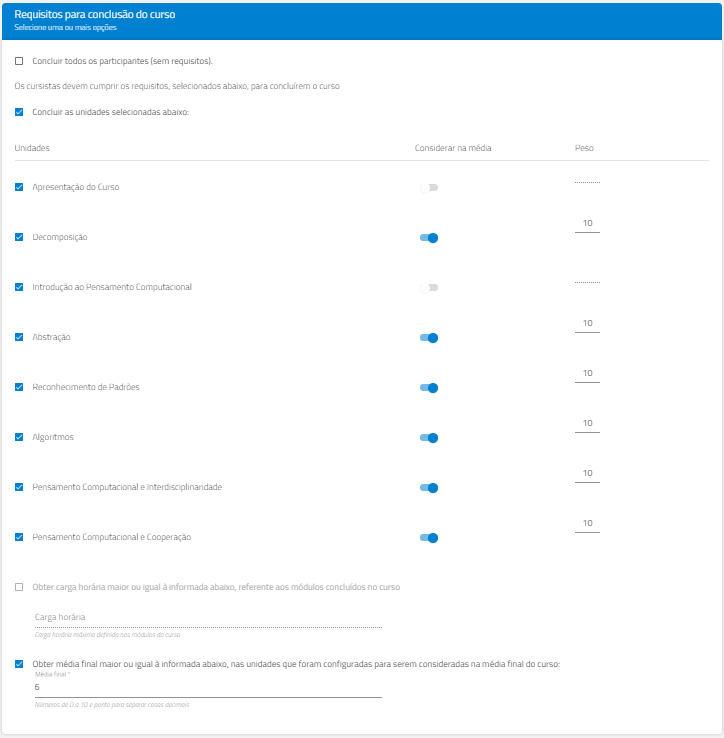 Requisitos para conclusão do curso
Selecione uma ou mais opções
Concluir todos os participantes (sem requisitos).
Os cursistas devem cumprir os requisitos, selecionados abaixo, para concluírem o curso
Concluir as unidades selecionadas abaixo:
Unidades Considerar na média Peso
Apresentação do Curso
10
Decomposição
Introdução ao Pensamento Computacional
10
Abstração
10
Reconhecimento de Padrões
10
Algoritmos
10
Pensamento Computacional e Interdisciplinaridade
10
Pensamento Computacional e Cooperação
Obter carga horária maior ou igual à informada abaixo, referente aos módulos concluídos no curso
Carga horária
Carga horária máxima definida nos módulos do curso
Obter média final maior ou igual à informada abaixo, nas unidades que foram configuradas para serem consideradas na média final do curso:
Média final *
6
Números de 0 a 10 e ponto para separar casas decimais